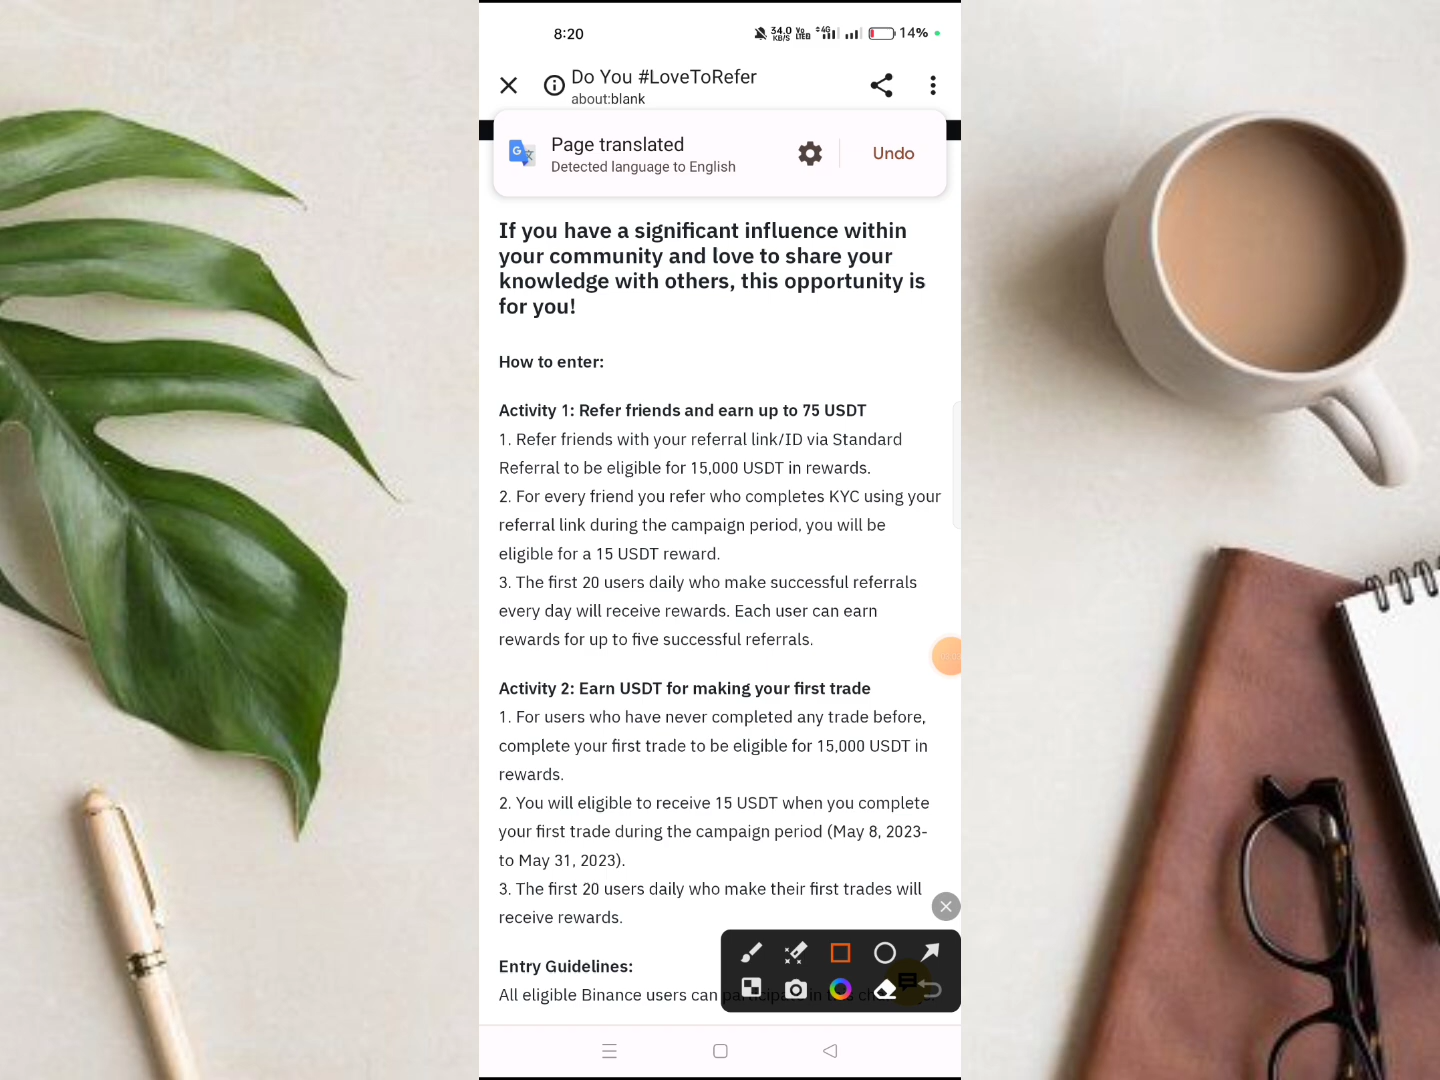 8:20
34.0
KB/S
Vo
LTE
4G
14%
Do You #LoveToRefer
about:blank
G
Page translated
Detected language to English
Undo
If you have a significant influence within
your community and love to share your
knowledge with others, this opportunity is
for you!
How to enter:
Activity 1: Refer friends and earn up to 75 USDT
1. Refer friends with your referral link/ID via Standard
Referral to be eligible for 15,000 USDT in rewards.
2. For every friend you refer who completes KYC using your
referral link during the campaign period, you will be
eligible for a 15 USDT reward.
3. The first 20 users daily who make successful referrals
every day will receive rewards. Each user can earn
rewards for up to five successful referrals.
Activity 2: Earn USDT for making your first trade
1. For users who have never completed any trade before,
complete your first trade to be eligible for 15,000 USDT in
rewards.
2. You will eligible to receive 15 USDT when you complete
your first trade during the campaign period (May 8, 2023-
to May 31, 2023).
3. The first 20 users daily who make their first trades will
receive rewards.
Entry Guidelines:
All eligible Binance users can participate in